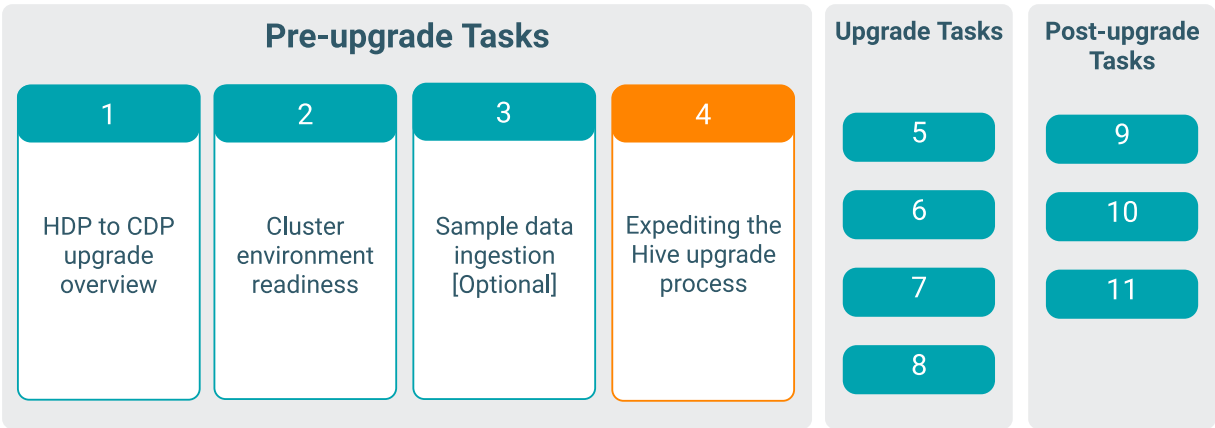 Pre-upgrade Tasks
1
HDP to CDP
upgrade
overview
2
Cluster
environment
readiness
3
Sample data
ingestion
[Optional]
4
Expediting the
Hive upgrade
process
Upgrade Tasks
5
6
7
8
Post-upgrade
Tasks
9
10
11